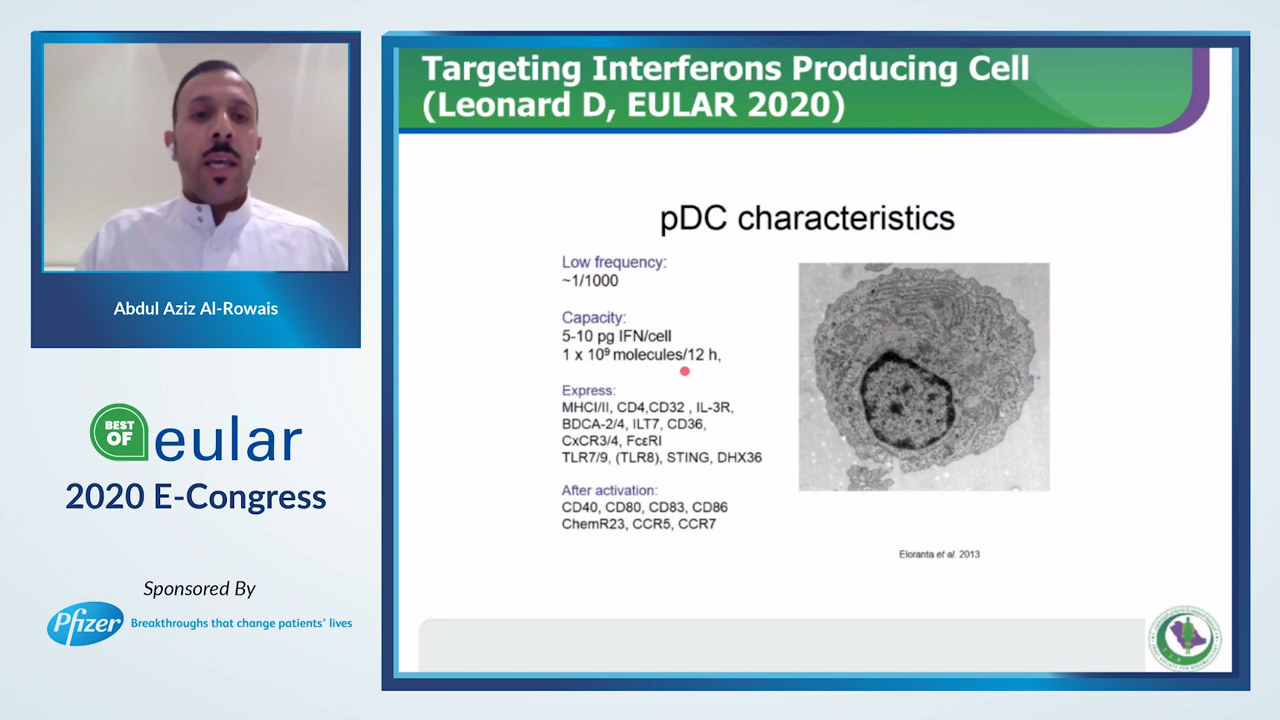 Targeting Interferons Producing Cell
(Leonard D, EULAR 2020)
pDC characteristics
Low frequency:
~1/1000
Capacity:
5-10 pg IFN/cell
1 x 10⁹ molecules/12 h,
Express:
MHCI/II, CD4,CD32 , IL-3R,
BDCA-2/4, ILT7, CD36,
CxCR3/4, FcεRI
TLR7/9, (TLR8), STING, DHX36
After activation:
CD40, CD80, CD83, CD86
ChemR23, CCR5, CCR7
Eloranta et al. 2013
Abdul Aziz Al-Rowais
BEST
OF
eular
2020 E-Congress
Sponsored By
Pfizer
Breakthroughs that change patients' lives